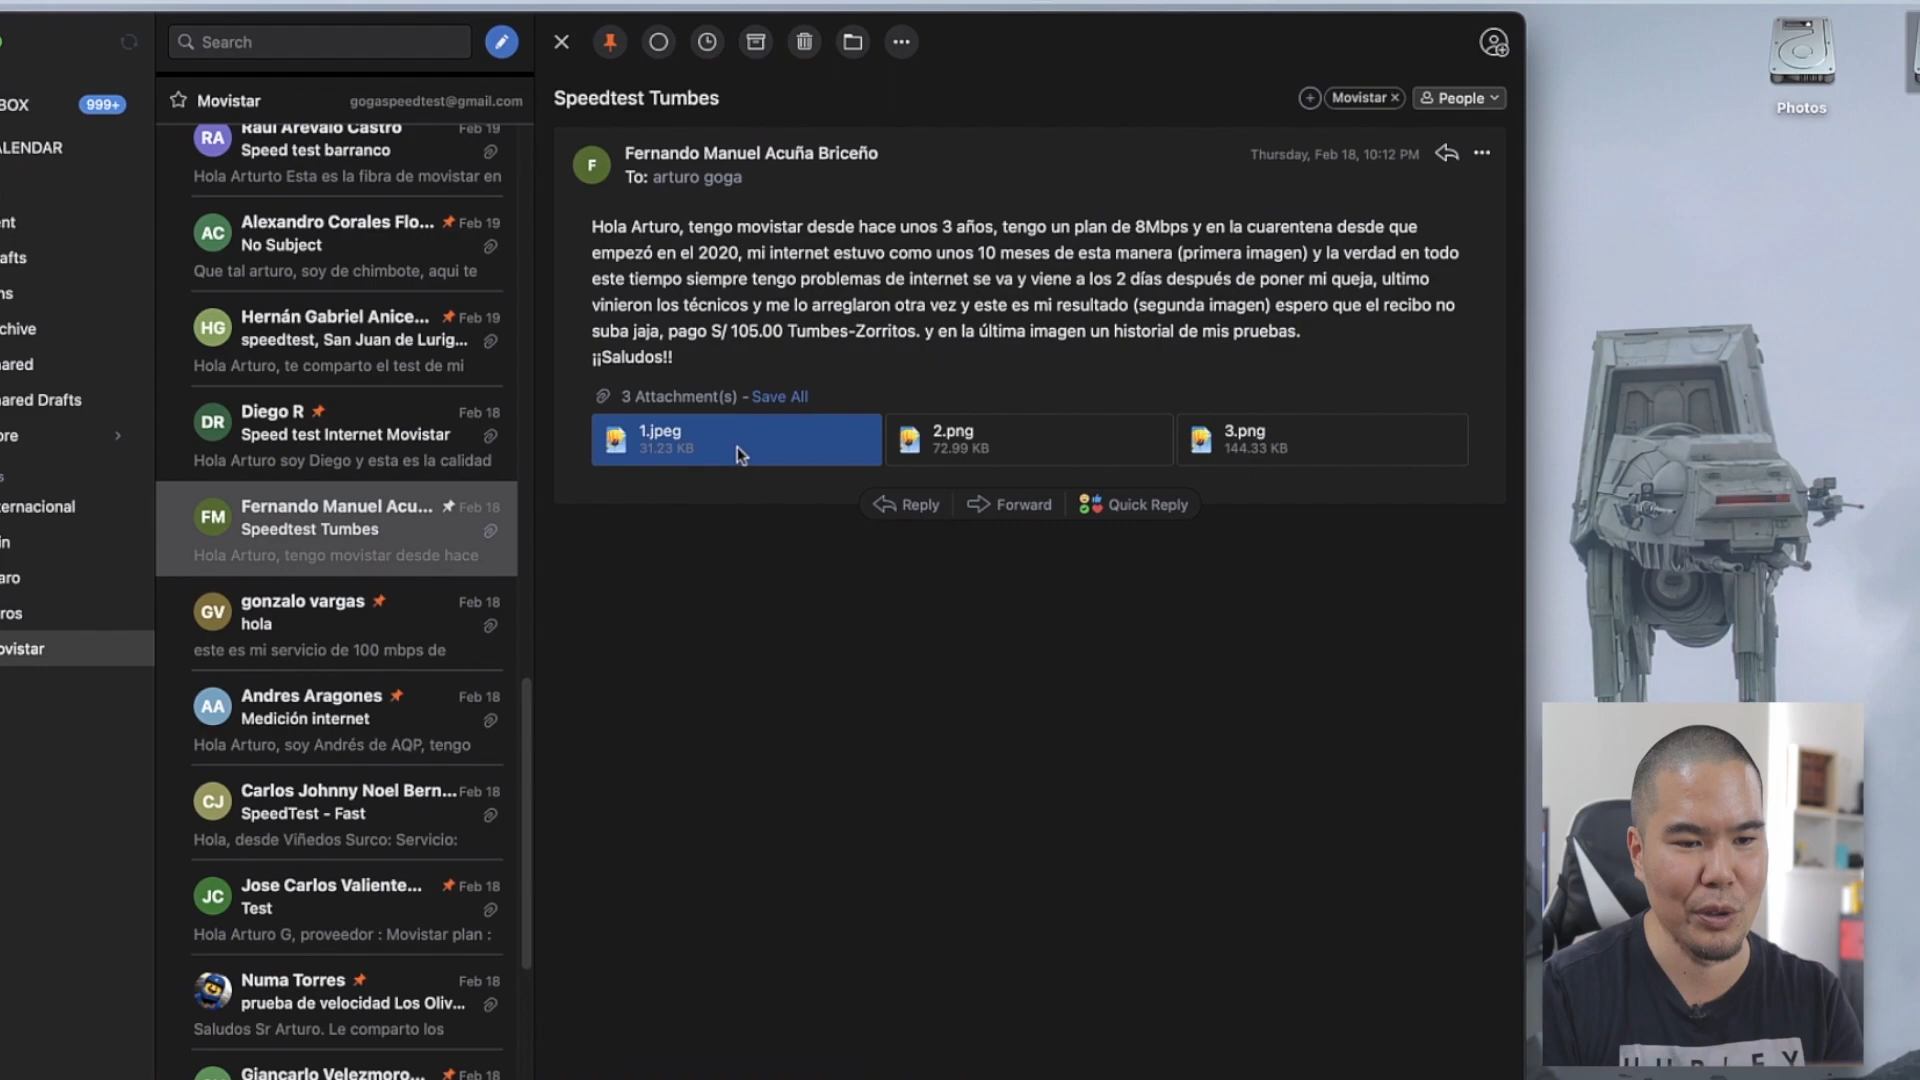 Search
Photos
BOX
999+
Movistar
gogaspeedtest@gmail.com
Speedtest Tumbes
Movistar ×
People
ALENDAR
Raul Arevalo Castro
Feb 19
Speed test barranco
Hola Arturto Esta es la fibra de movistar en
Fernando Manuel Acuña Briceño
To: arturo goga
Thursday, Feb 18, 10:12 PM
F
Hola Arturo, tengo movistar desde hace unos 3 años, tengo un plan de 8Mbps y en la cuarentena desde que
empezó en el 2020, mi internet estuvo como unos 10 meses de esta manera (primera imagen) y la verdad en todo
este tiempo siempre tengo problemas de internet se va y viene a los 2 días después de poner mi queja, ultimo
vinieron los técnicos y me lo arreglaron otra vez y este es mi resultado (segunda imagen) espero que el recibo no
suba jaja, pago S/ 105.00 Tumbes-Zorritos. y en la última imagen un historial de mis pruebas.
¡¡Saludos!!
3 Attachment(s) - Save All
1.jpeg
31.23 KB
2.png
72.99 KB
3.png
144.33 KB
Reply
Forward
Quick Reply
RA
AC
Alexandro Corales Flo...
Feb 19
No Subject
Que tal arturo, soy de chimbote, aqui te
HG
Hernán Gabriel Anice...
Feb 19
speedtest, San Juan de Lurig...
Hola Arturo, te comparto el test de mi
DR
Diego R
Feb 18
Speed test Internet Movistar
Hola Arturo soy Diego y esta es la calidad
FM
Fernando Manuel Acu...
Feb 18
Speedtest Tumbes
Hola Arturo, tengo movistar desde hace
GV
gonzalo vargas
Feb 18
hola
este es mi servicio de 100 mbps de
AA
Andres Aragones
Feb 18
Medición internet
Hola Arturo, soy Andrés de AQP, tengo
CJ
Carlos Johnny Noel Bern...
Feb 18
SpeedTest - Fast
Hola, desde Viñedos Surco: Servicio:
JC
Jose Carlos Valiente...
Feb 18
Test
Hola Arturo G, proveedor : Movistar plan :
Numa Torres
Feb 18
prueba de velocidad Los Oliv...
Saludos Sr Arturo. Le comparto los
Giancarlo Velezmoro...
Feb 18
ent
afts
ns
chive
ared
ared Drafts
ore
s
ternacional
in
aro
ros
ovistar
HURLEY